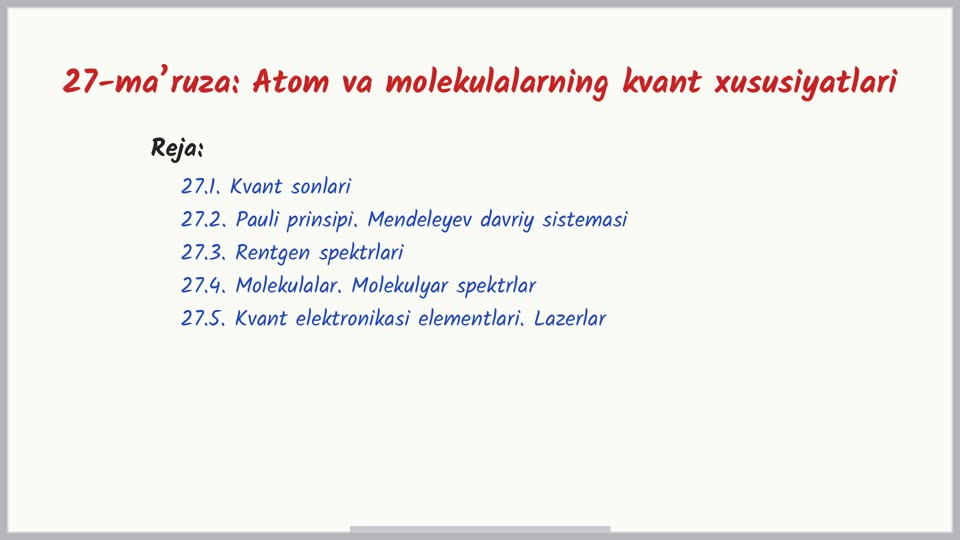 27-ma’ruza: Atom va molekulalarning kvant xususiyatlari
Reja:
27.1. Kvant sonlari
27.2. Pauli prinsipi. Mendeleyev davriy sistemasi
27.3. Rentgen spektrlari
27.4. Molekulalar. Molekulyar spektrlar
27.5. Kvant elektronikasi elementlari. Lazerlar